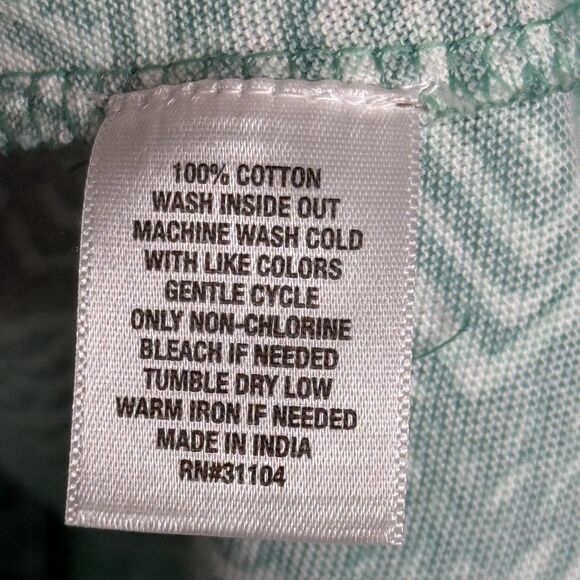 100% COTTON
WASH INSIDE OUT
MACHINE WASH COLD
WITH LIKE COLORS
GENTLE CYCLE
ONLY NON-CHLORINE
BLEACH IF NEEDED
TUMBLE DRY LOW
WARM IRON IF NEEDED
MADE IN INDIA
RN#31104